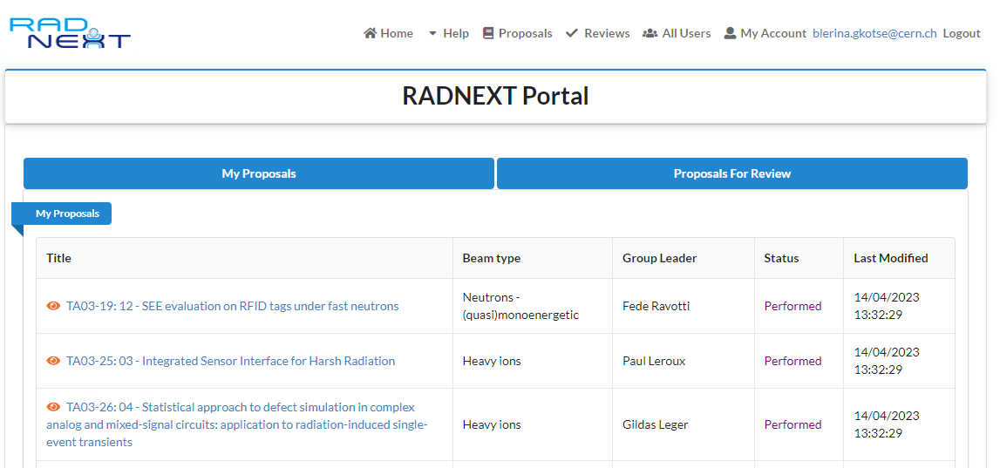 RAD
NEXT
Home Help Proposals Reviews All Users My Account blerina.gkotse@cern.ch Logout
RADNEXT Portal
My Proposals Proposals For Review
My Proposals
Title Beam type Group Leader Status Last Modified
TA03-19: 12 - SEE evaluation on RFID tags under fast neutrons
Neutrons -
(quasi)monoenergetic
Fede Ravotti
Performed
14/04/2023
13:32:29
TA03-25: 03 - Integrated Sensor Interface for Harsh Radiation
Heavy ions
Paul Leroux
Performed
14/04/2023
13:32:29
TA03-26: 04 - Statistical approach to defect simulation in complex
analog and mixed-signal circuits: application to radiation-induced single-
event transients
Heavy ions
Gildas Leger
Performed
14/04/2023
13:32:29